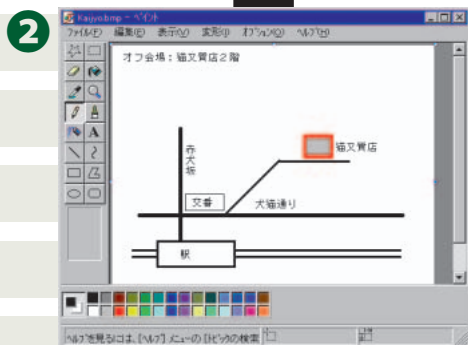 2
Kaijyo.bmp - ペイント
ファイル(F) 編集(E) 表示(V) 変形(I) オプション(O) ヘルプ(H)
オフ会場：猫又質店２階
猫又質店
赤犬坂
交番
犬猫通り
駅
A
ヘルプを見るには、[ヘルプ] メニューの [トピックの検索